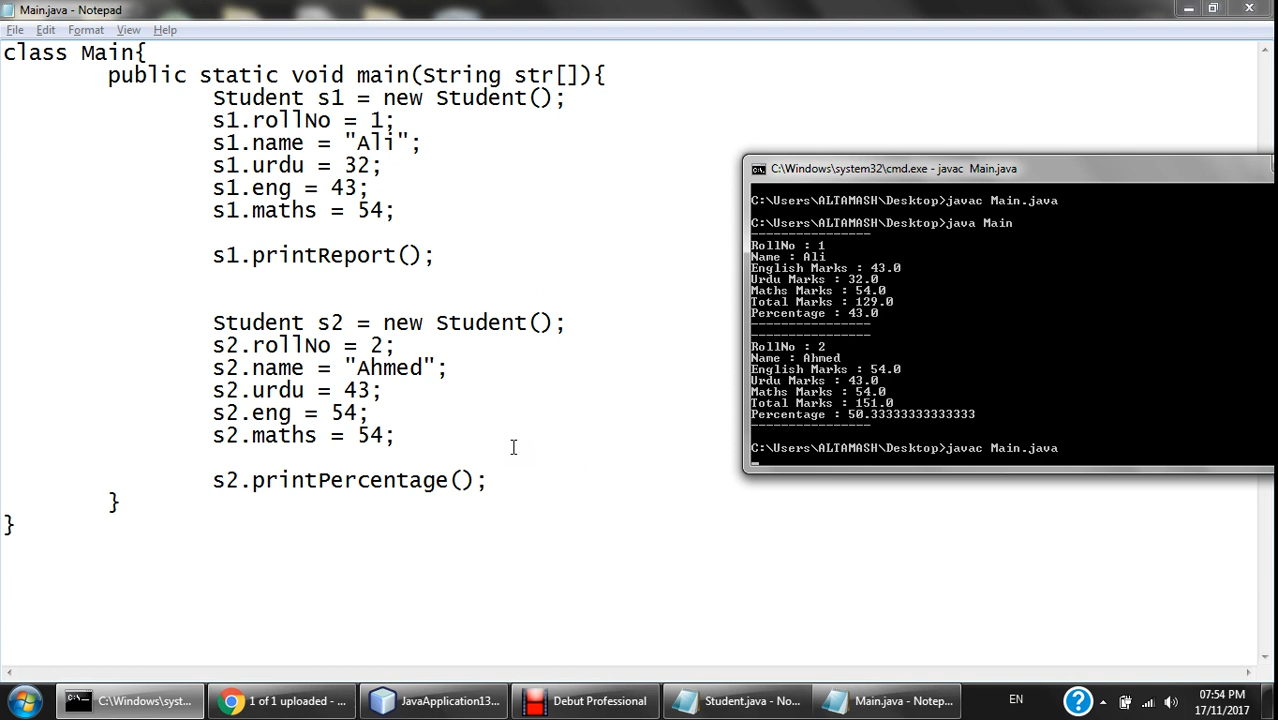 Main.java - Notepad
File Edit Format View Help
class Main{
public static void main(String str[]){
Student s1 = new Student();
s1.rollNo = 1;
s1.name = "Ali";
s1.urdu = 32;
s1.eng = 43;
s1.maths = 54;
s1.printReport();
Student s2 = new Student();
s2.rollNo = 2;
s2.name = "Ahmed";
s2.urdu = 43;
s2.eng = 54;
s2.maths = 54;
s2.printPercentage();
}
}
C:\Windows\system32\cmd.exe - javac Main.java
C:\Users\ALTAMASH\Desktop>javac Main.java
C:\Users\ALTAMASH\Desktop>java Main
-----------------
RollNo : 1
Name : Ali
English Marks : 43.0
Urdu Marks : 32.0
Maths Marks : 54.0
Total Marks : 129.0
Percentage : 43.0
-----------------
-----------------
RollNo : 2
Name : Ahmed
English Marks : 54.0
Urdu Marks : 43.0
Maths Marks : 54.0
Total Marks : 151.0
Percentage : 50.333333333333333
-----------------
C:\Users\ALTAMASH\Desktop>javac Main.java
C:\Windows\syst...
1 of 1 uploaded - ...
JavaApplication13...
Debut Professional
Student.java - No...
Main.java - Notep...
EN
07:54 PM
17/11/2017